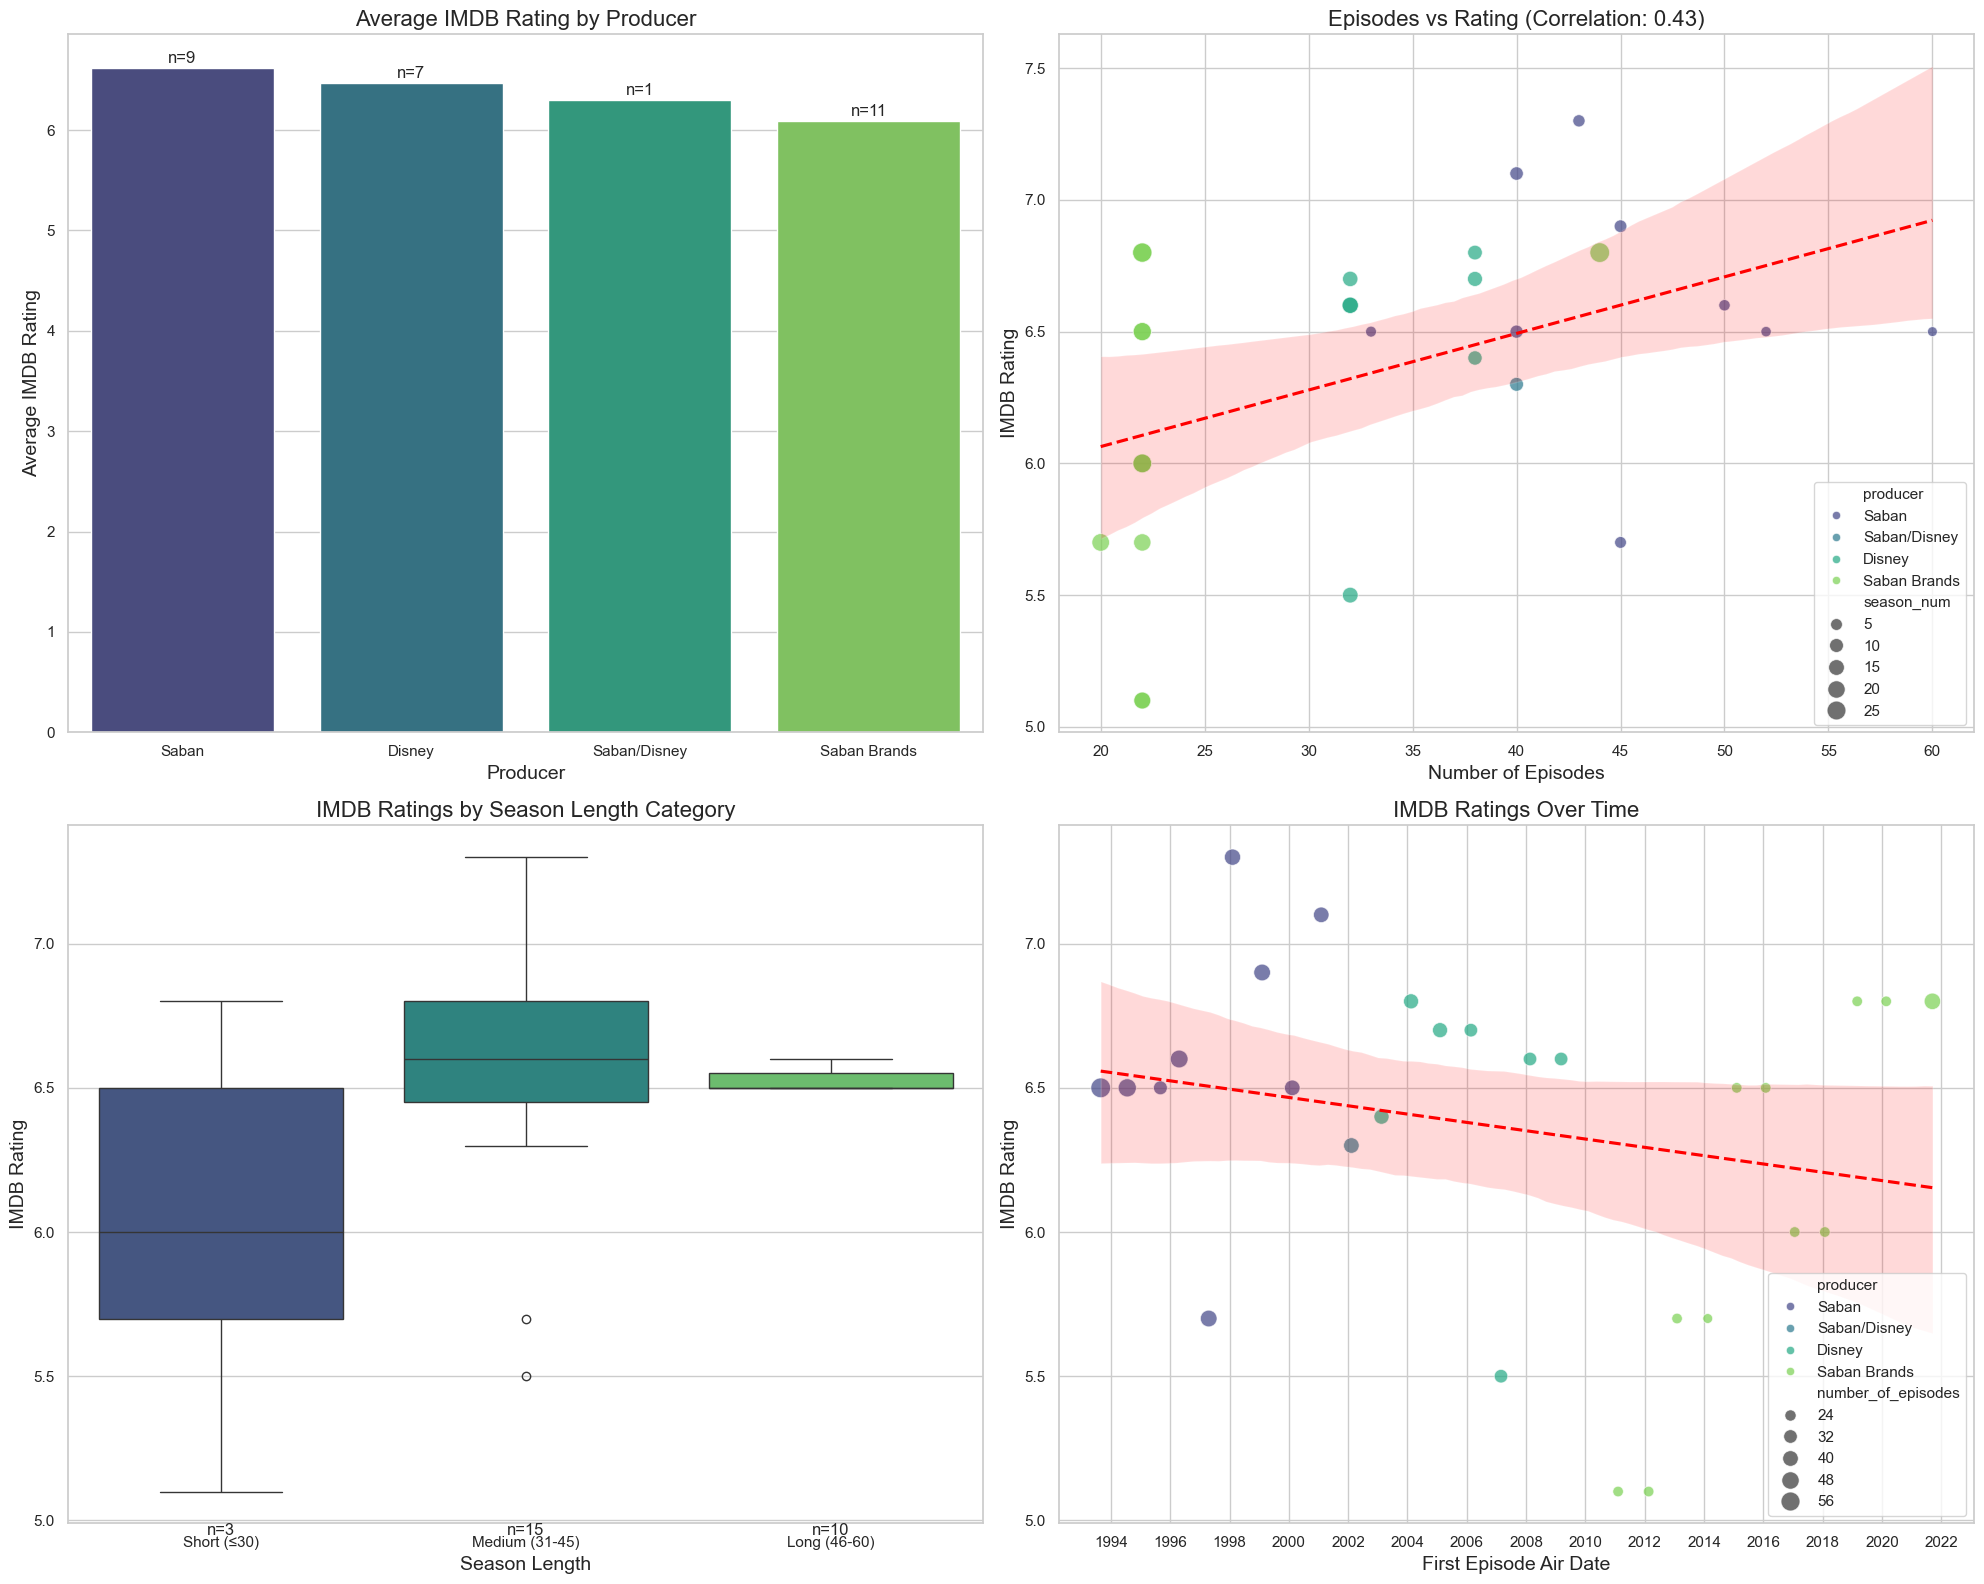 Average IMDB Rating by Producer
Average IMDB Rating
6
5
4
3
2
1
0
n=9
n=7
n=1
n=11
Saban Disney Saban/Disney Saban Brands
Producer
Episodes vs Rating (Correlation: 0.43)
IMDB Rating
7.5
7.0
6.5
6.0
5.5
5.0
producer
Saban
Saban/Disney
Disney
Saban Brands
season_num
5
10
15
20
25
20 25 30 35 40 45 50 55 60
Number of Episodes
IMDB Ratings by Season Length Category
IMDB Rating
7.0
6.5
6.0
5.5
5.0
n=3 n=15 n=10
Short (≤30) Medium (31-45) Long (46-60)
Season Length
IMDB Ratings Over Time
IMDB Rating
7.0
6.5
6.0
5.5
5.0
producer
Saban
Saban/Disney
Disney
Saban Brands
number_of_episodes
24
32
40
48
56
1994 1996 1998 2000 2002 2004 2006 2008 2010 2012 2014 2016 2018 2020 2022
First Episode Air Date